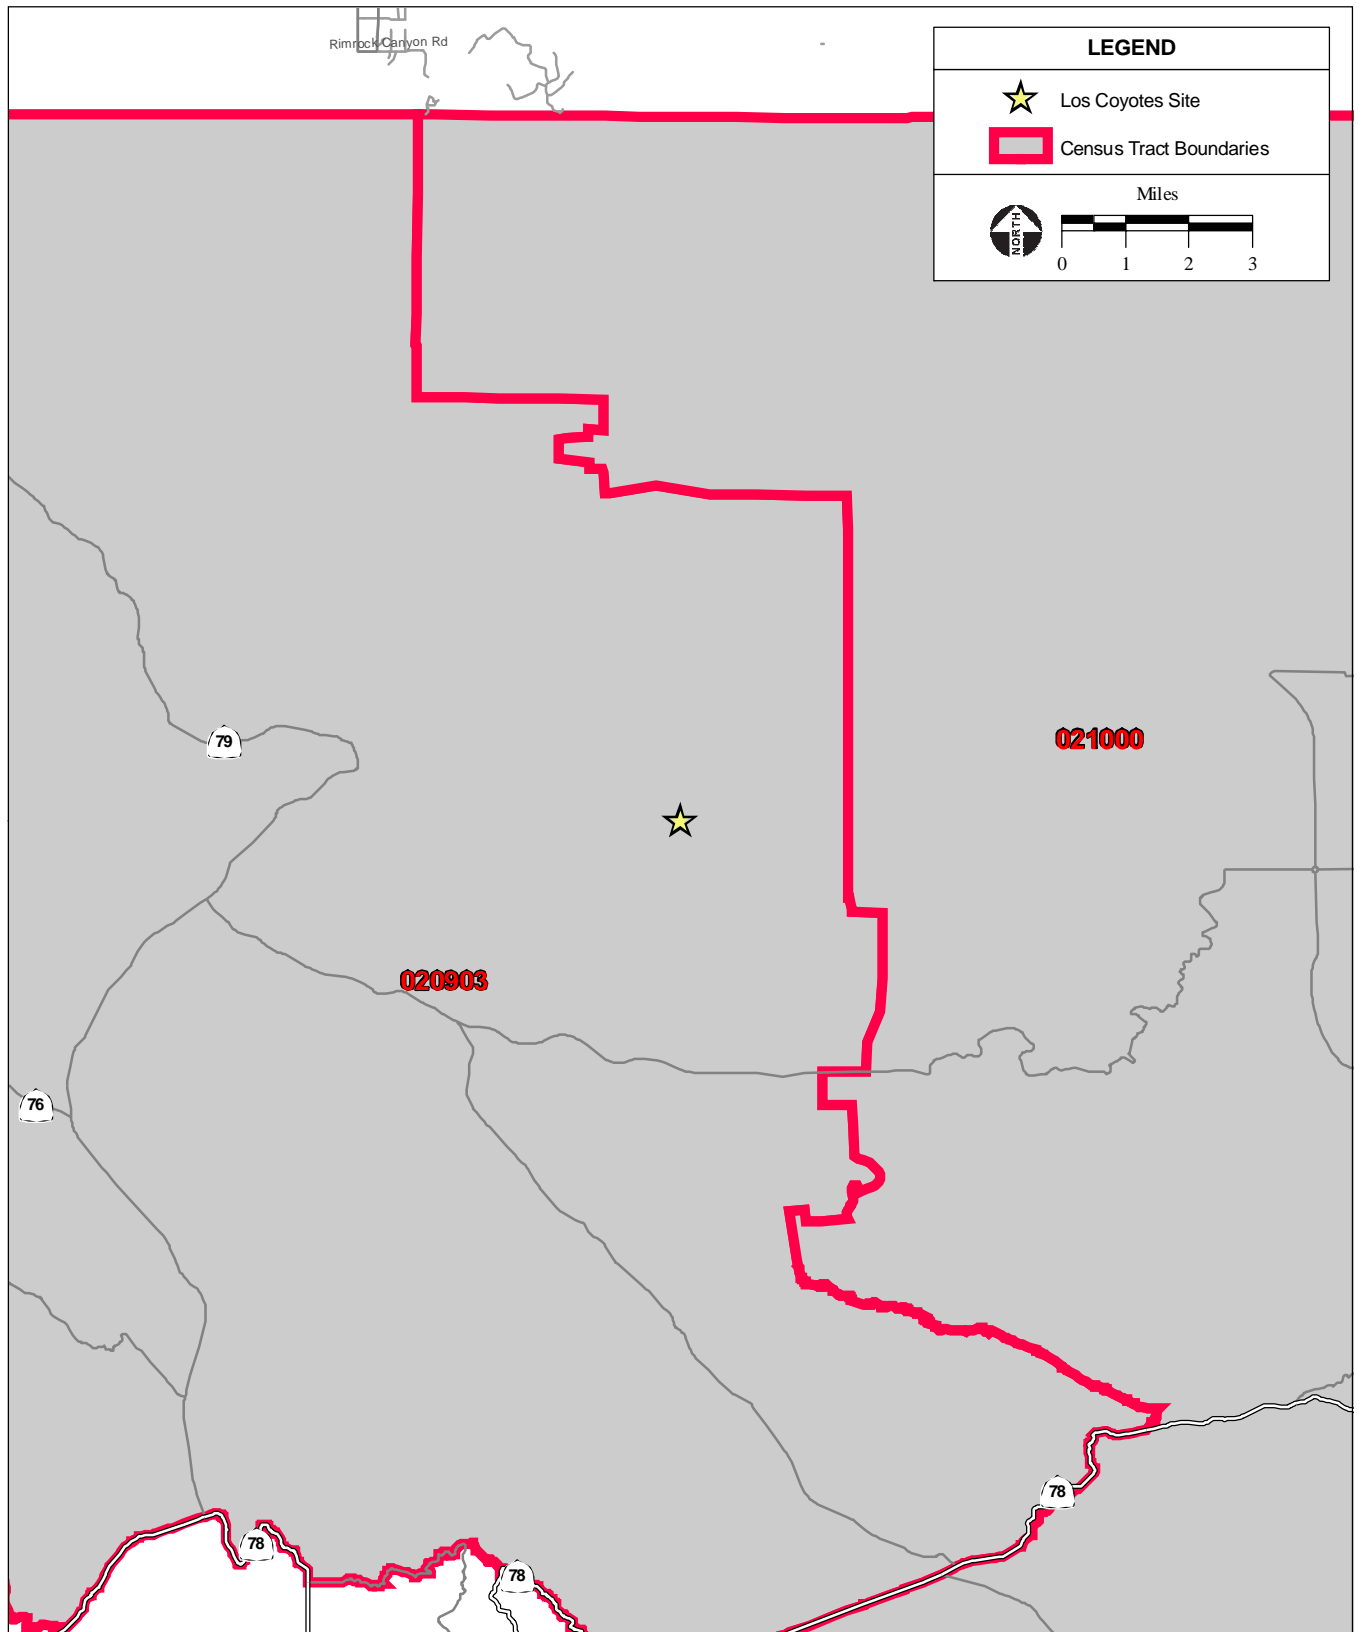 Rimrock Canyon Rd
LEGEND
Los Coyotes Site
Census Tract Boundaries
Miles
NORTH
0 1 2 3
79
021000
020903
76
78
78
78